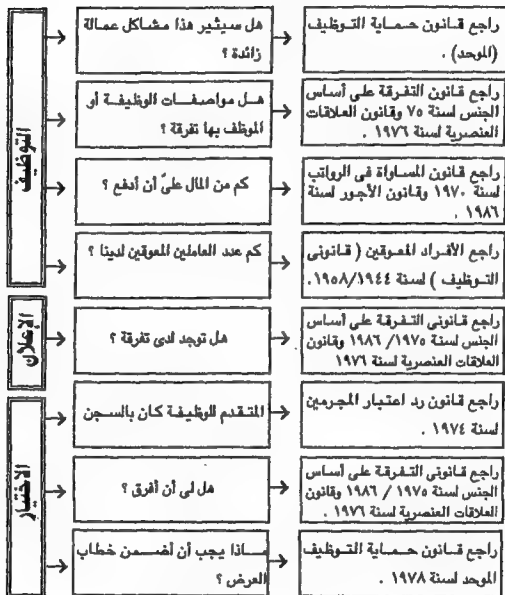 التوظيف
هل سيثير هذا مشاكل عمالة
زائدة ؟
راجع قانون حماية التوظيف
(الموحد) .
هل مواصفات الوظيفة أو
الموظف بها تفرقة ؟
راجع قانون التفرقة على أساس
الجنس لسنة ٧٥ وقانون العلاقات
العنصرية لسنة ١٩٧٦ .
كم من المال علىّ أن أدفع ؟
راجع قانون المساواة فى الرواتب
لسنة ١٩٧٠ وقانون الأجور لسنة
١٩٨٦ .
كم عدد العاملين المعوقين لدينا ؟
راجع الأفراد المعوقين ( قانونى
التوظيف ) لسنة ١٩٥٨/١٩٤٤.
الإعلان
هل توجد لدى تفرقة ؟
راجع قانونى التفرقة على أساس
الجنس لسنة ١٩٧٥/ ١٩٨٦ وقانون
العلاقات العنصرية لسنة ١٩٧٦
الاختيار
المتقدم للوظيفة كان بالسجن
راجع قانون رد اعتبار المجرمين
لسنة ١٩٧٤ .
هل لى أن أفرق ؟
راجع قانونى التفرقة على أساس
الجنس لسنة ١٩٧٥ / ١٩٨٦ وقانون
العلاقات العنصرية لسنة ١٩٧٦ .
ماذا يجب أن أضمن خطاب
العرض ؟
راجع قانون حماية التوظيف
الموحد لسنة ١٩٧٨ .